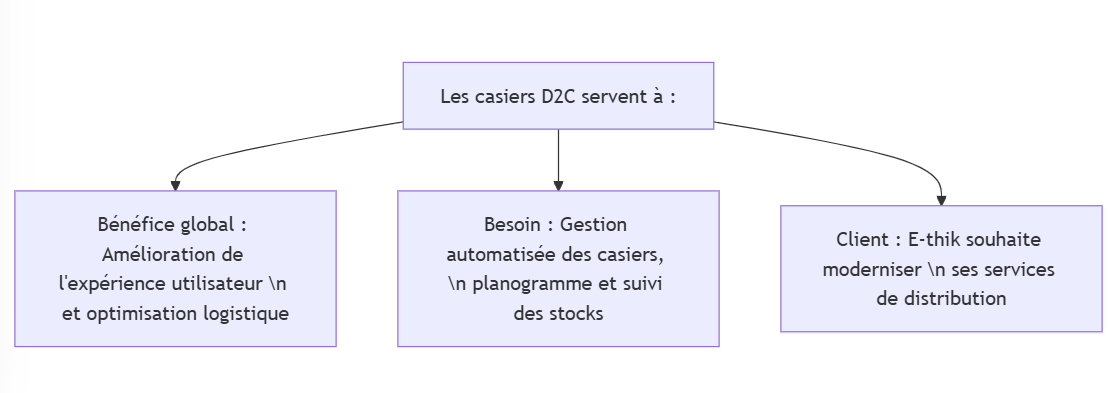 Les casiers D2C servent à :
Bénéfice global :
Amélioration de
l'expérience utilisateur \n
et optimisation logistique
Besoin : Gestion
automatisée des casiers,
\n planogramme et suivi
des stocks
Client : E-thik souhaite
moderniser \n ses services
de distribution